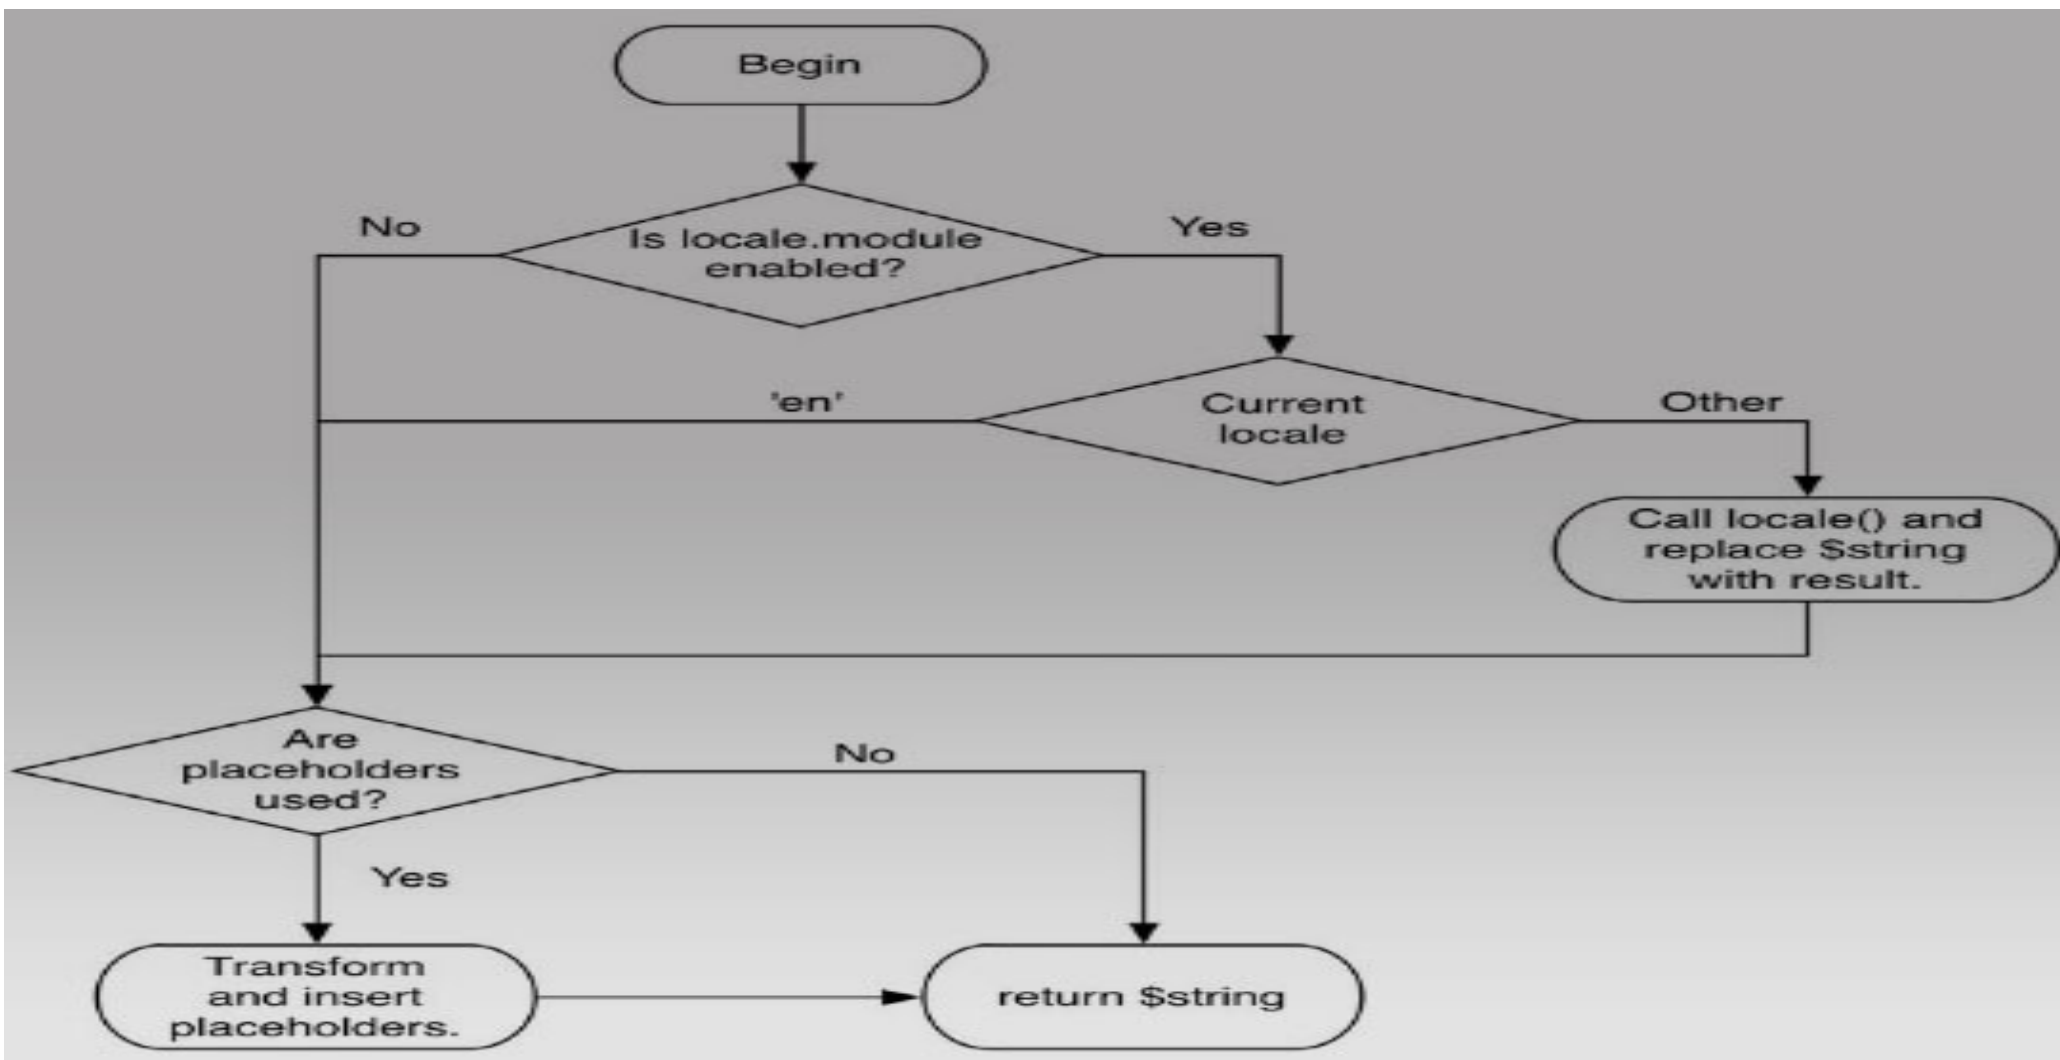 Begin
No
Yes
Is locale.module
enabled?
'en'
Current
locale
Other
Call locale() and
replace $string
with result.
Are
placeholders
used?
No
Yes
Transform
and insert
placeholders.
return $string